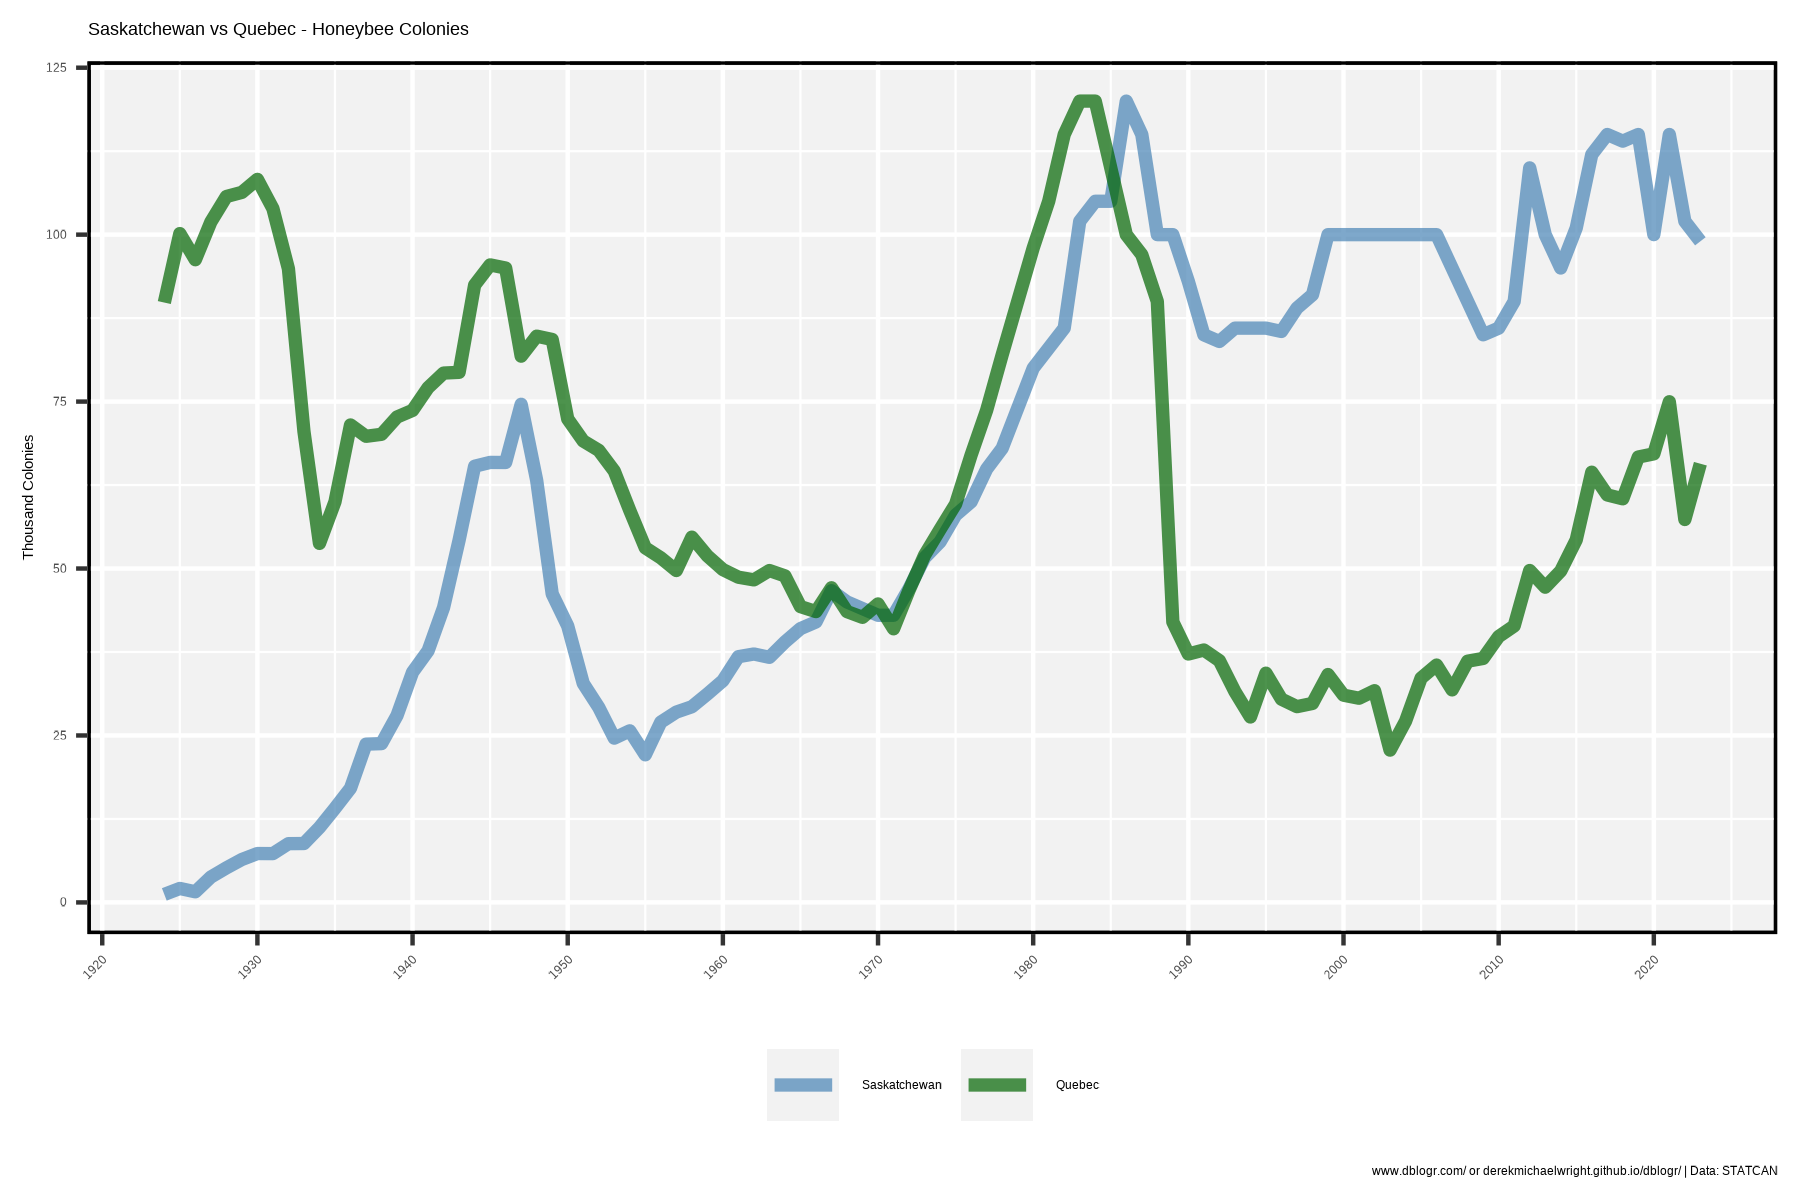 Saskatchewan vs Quebec - Honeybee Colonies
Thousand Colonies
125
100
75
50
25
0
1920 1930 1940 1950 1960 1970 1980 1990 2000 2010 2020
Saskatchewan Quebec
www.dblogr.com/ or derekmichaelwright.github.io/dblogr/ | Data: STATCAN